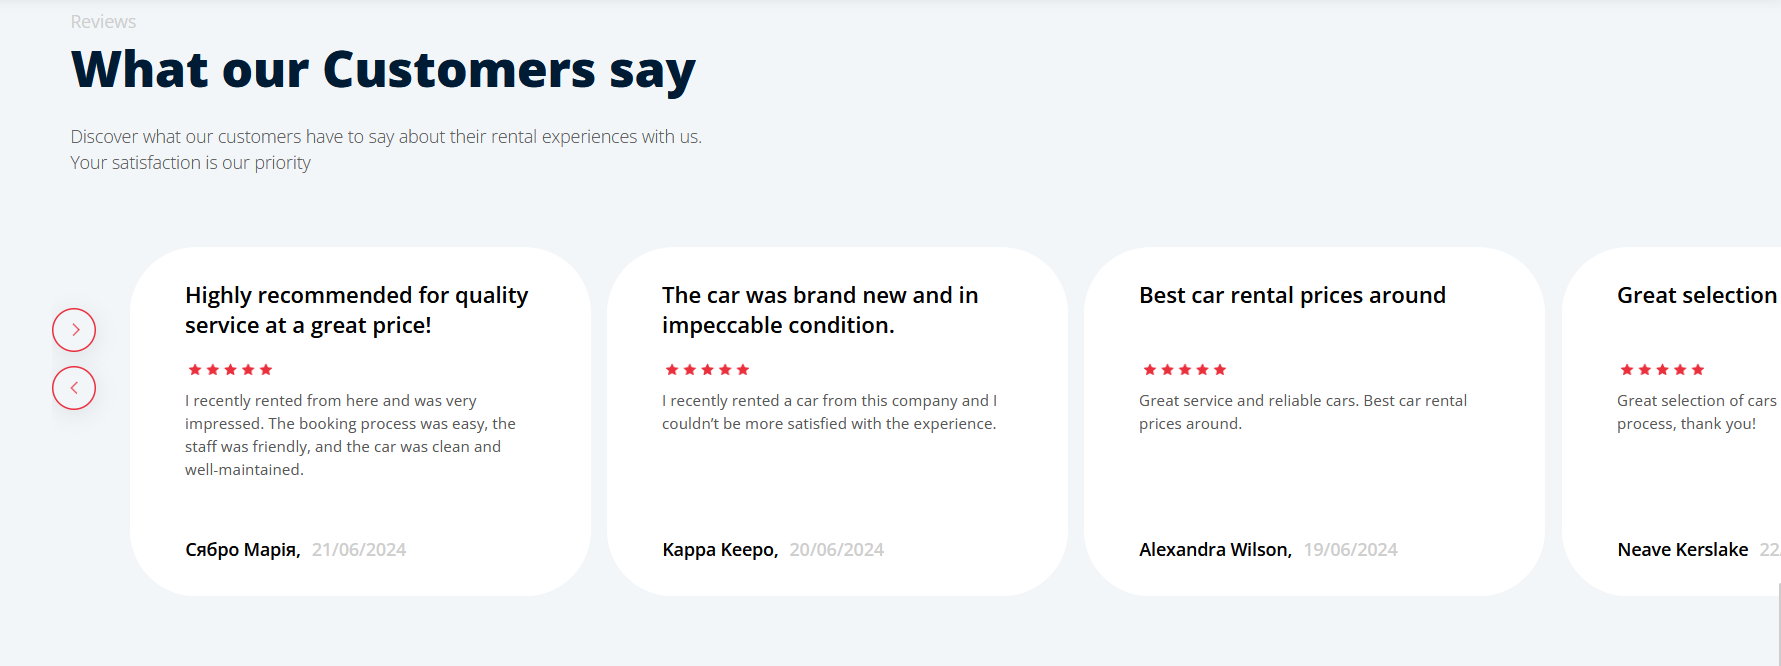 Reviews
What our Customers say
Discover what our customers have to say about their rental experiences with us.
Your satisfaction is our priority
Highly recommended for quality
service at a great price!
I recently rented from here and was very
impressed. The booking process was easy, the
staff was friendly, and the car was clean and
well-maintained.
Сябро Марія, 21/06/2024
The car was brand new and in
impeccable condition.
I recently rented a car from this company and I
couldn’t be more satisfied with the experience.
Kappa Keepo, 20/06/2024
Best car rental prices around
Great service and reliable cars. Best car rental
prices around.
Alexandra Wilson, 19/06/2024
Great selection
Great selection of cars
process, thank you!
Neave Kerslake